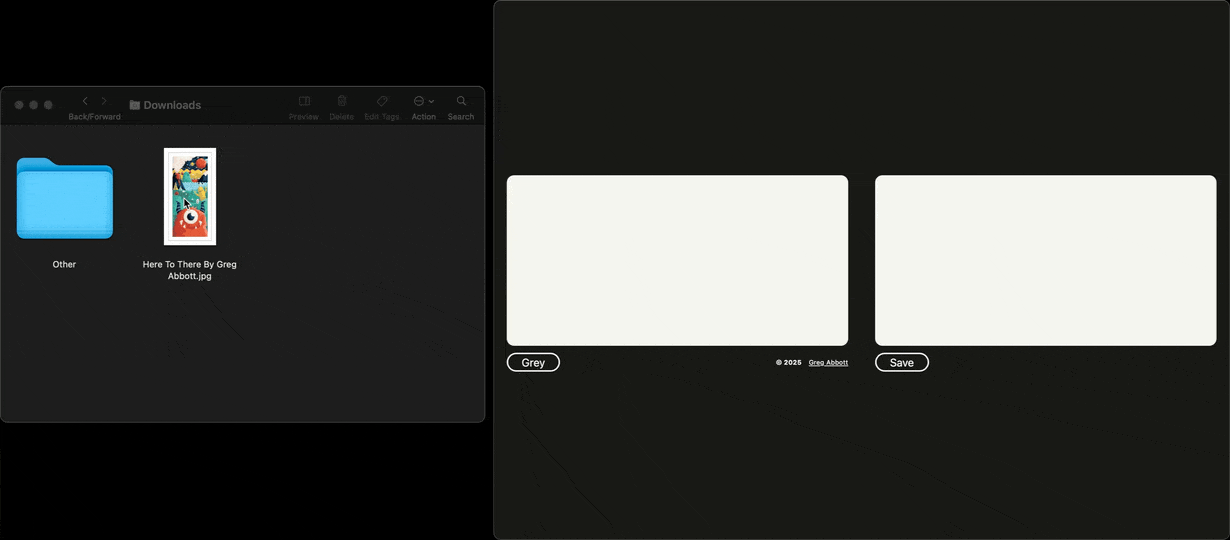 Downloads
Back/Forward
Preview
Delete
Edit Tags
Action
Search
Other
Here To There By Greg
Abbott.jpg
Grey
© 2025 Greg Abbott
Save